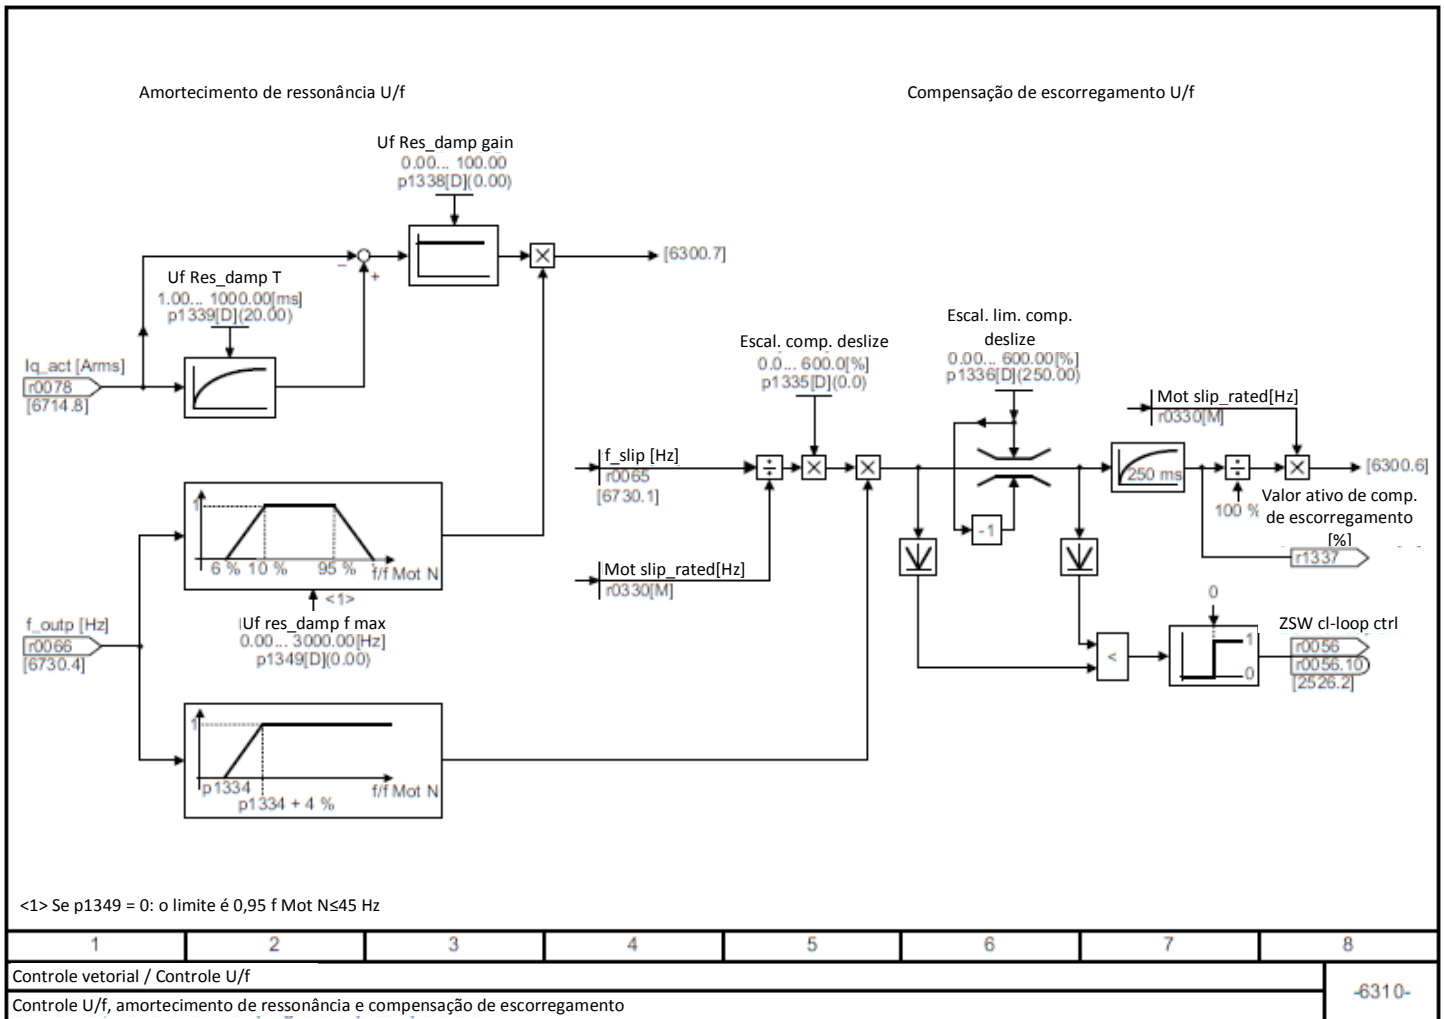 Amortecimento de ressonância U/f
Compensação de escorregamento U/f
Uf Res_damp gain
0.00... 100.00
p1338[D](0.00)
−
+
×
[6300.7]
Uf Res_damp T
1.00... 1000.00[ms]
p1339[D](20.00)
Iq_act [Arms]
r0078
[6714.8]
Escal. lim. comp.
deslize
0.00... 600.00[%]
p1336[D](250.00)
Escal. comp. deslize
0.0... 600.0[%]
p1335[D](0.0)
Mot slip_rated[Hz]
r0330[M]
f_slip [Hz]
r0065
[6730.1]
÷
×
×
250 ms
÷
×
[6300.6]
100 %
Valor ativo de comp.
de escorregamento
[%]
r1337
-1
Mot slip_rated[Hz]
r0330[M]
1
6 %
10 %
95 %
f/f Mot N
<1>
Uf res_damp f max
0.00... 3000.00[Hz]
p1349[D](0.00)
f_outp [Hz]
r0066
[6730.4]
0
<
1
0
ZSW cl-loop ctrl
r0056
r0056.10
[2526.2]
1
p1334
p1334 + 4 %
f/f Mot N
<1> Se p1349 = 0: o limite é 0,95 f Mot N≤45 Hz
1
2
3
4
5
6
7
8
Controle vetorial / Controle U/f
Controle U/f, amortecimento de ressonância e compensação de escorregamento
-6310-